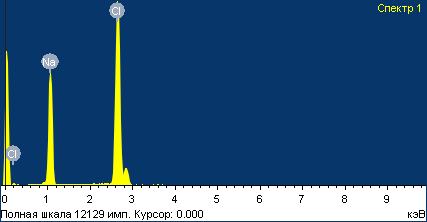 Спектр 1
Cl
Na
Cl
0 1 2 3 4 5 6 7 8 9
Полная шкала 12129 имп. Курсор: 0.000 кэВ